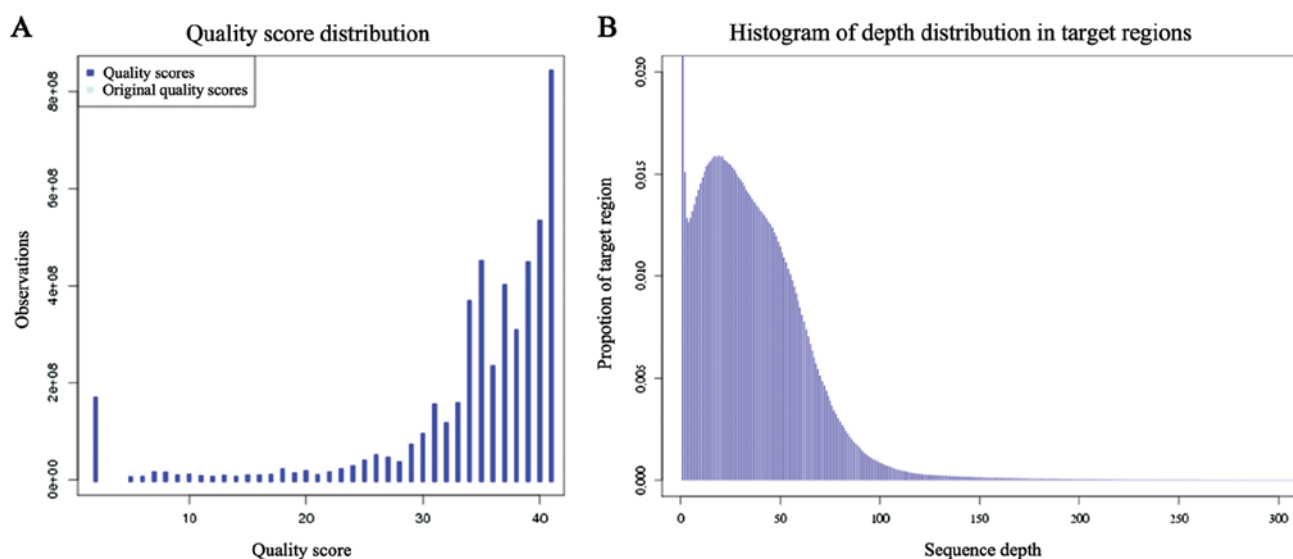 A
Quality score distribution
Quality scores
Original quality scores
8e+08
6e+08
4e+08
2e+08
0e+00
Observations
10 20 30 40
Quality score
B
Histogram of depth distribution in target regions
0.020
0.015
0.010
0.005
0.000
Propotion of target region
0 50 100 150 200 250 300
Sequence depth